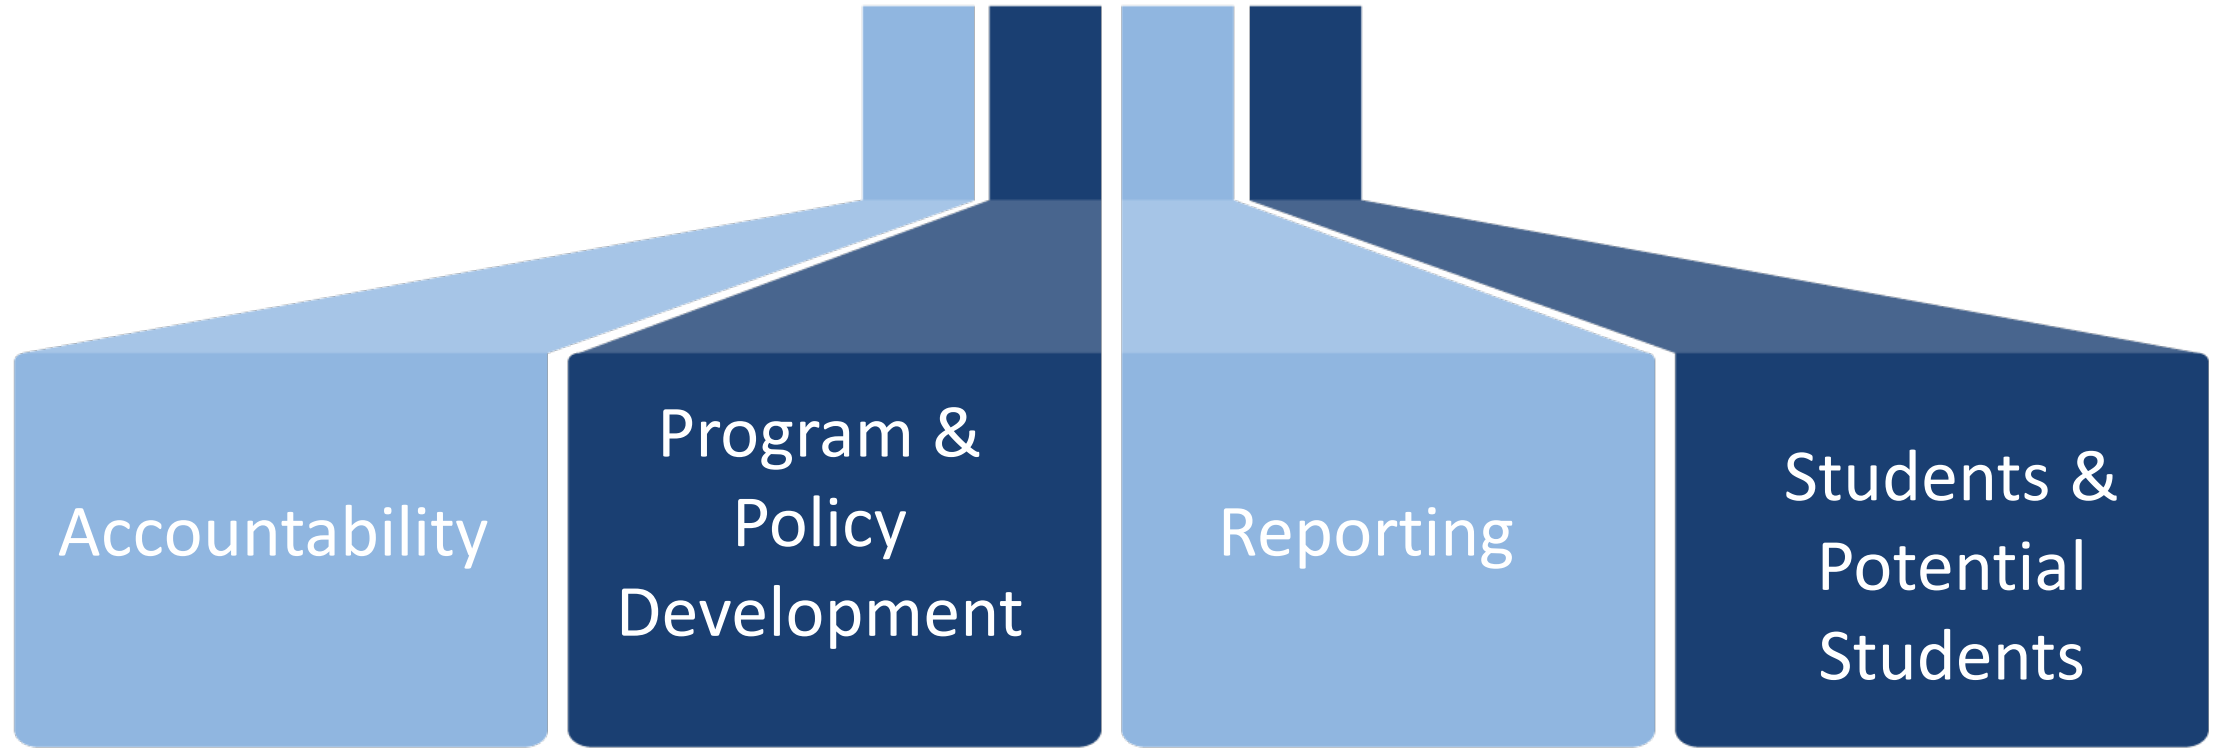 Accountability
Program &
Policy
Development
Reporting
Students &
Potential
Students